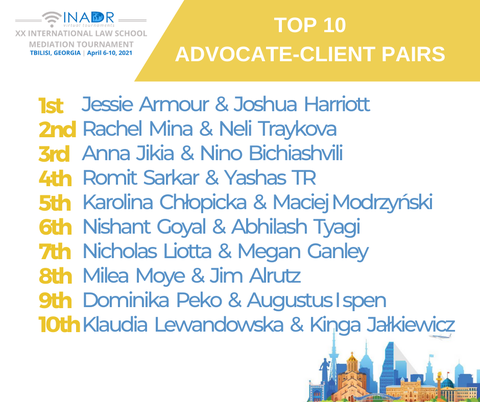 INADR
virtual tournaments
XX INTERNATIONAL LAW SCHOOL
MEDIATION TOURNAMENT
TBILISI, GEORGIA | April 6-10, 2021
TOP 10
ADVOCATE-CLIENT PAIRS
1st Jessie Armour & Joshua Harriott
2nd Rachel Mina & Neli Traykova
3rd Anna Jikia & Nino Bichiashvili
4th Romit Sarkar & Yashas TR
5th Karolina Chłopicka & Maciej Modrzyński
6th Nishant Goyal & Abhilash Tyagi
7th Nicholas Liotta & Megan Ganley
8th Milea Moye & Jim Alrutz
9th Dominika Peko & Augustus Ispen
10th Klaudia Lewandowska & Kinga Jałkiewicz